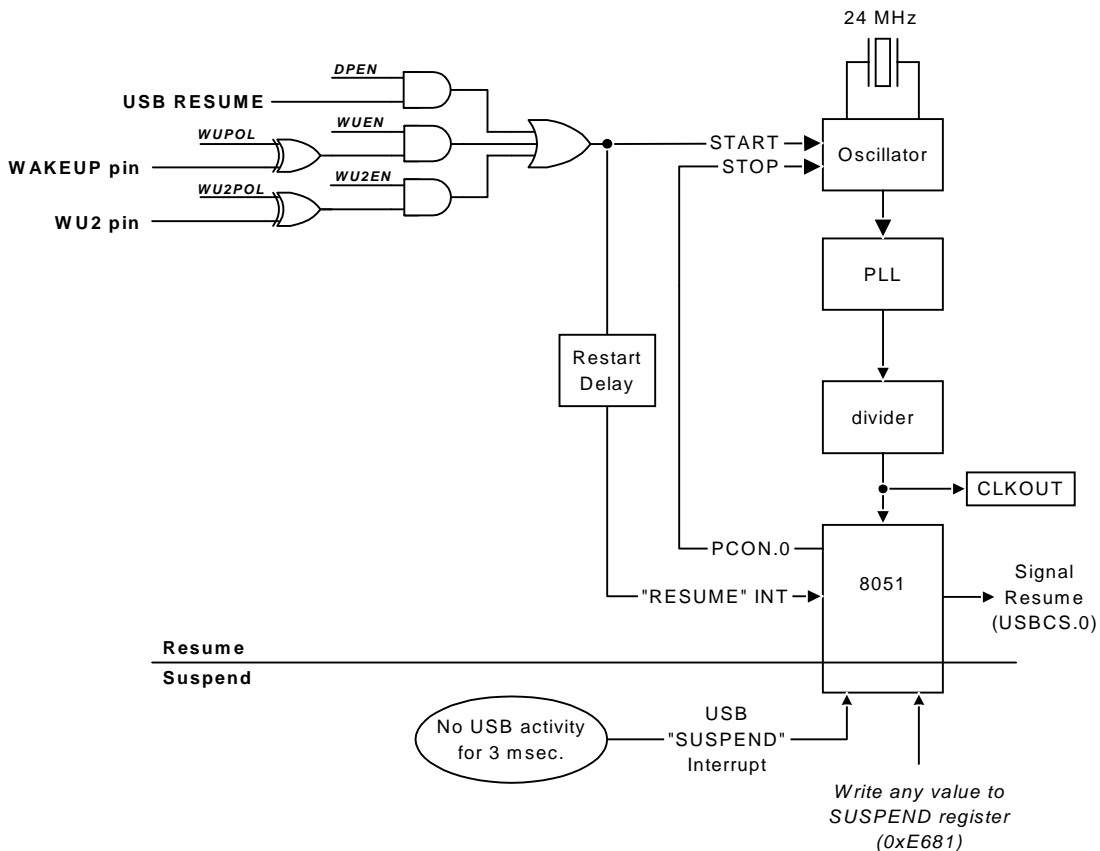 24 MHz
DPEN
USB RESUME
WUPOL
WUEN
WAKEUP pin
WU2EN
WU2POL
WU2 pin
START
STOP
Oscillator
PLL
Restart
Delay
divider
CLKOUT
PCON.0
8051
"RESUME" INT
Signal
Resume
(USBCS.0)
Resume
Suspend
No USB activity
for 3 msec.
USB
"SUSPEND"
Interrupt
Write any value to
SUSPEND register
(0xE681)